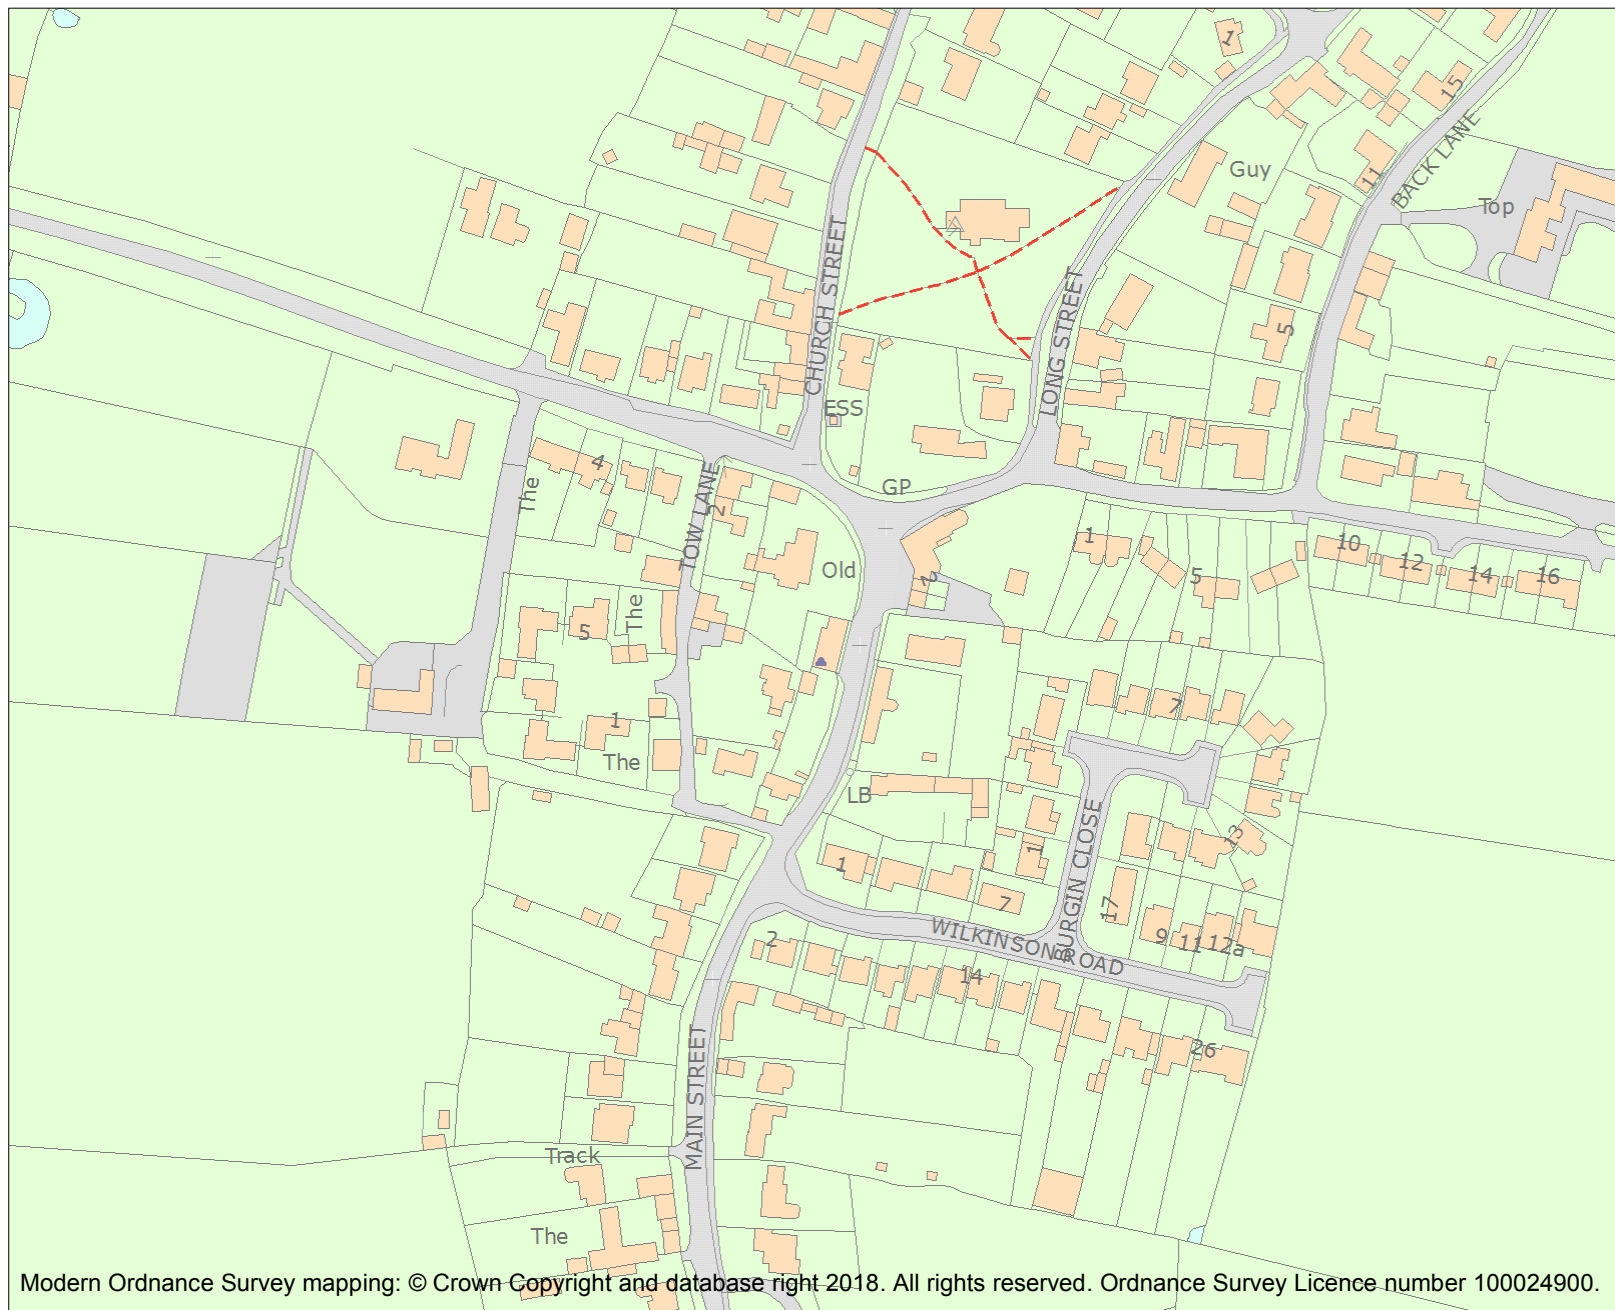 1
15
BACK LANE
Guy
11
Top
CHURCH STREET
LONG STREET
5
ESS
4
The
GP
2
TOW LANE
Old
1
10
12
14
16
5
2
The
5
7
1
The
LB
13
1
1
BURGIN CLOSE
7
17
WILKINSON ROAD
9
11
12a
2
14
26
MAIN STREET
Track
The
Modern Ordnance Survey mapping: © Crown Copyright and database right 2018. All rights reserved. Ordnance Survey Licence number 100024900.